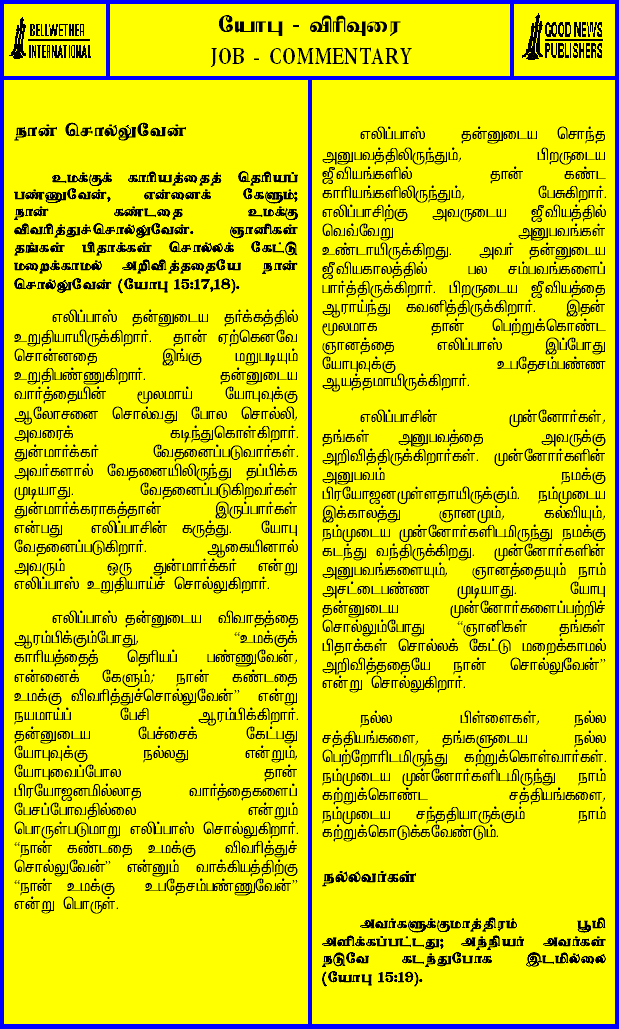 BELLWETHER
INTERNATIONAL
யோபு - விரிவுரை
JOB - COMMENTARY
GOOD NEWS
PUBLISHERS
நான் சொல்லுவேன்
உமக்குக் காரியத்தைத் தெரியப்
பண்ணுவேன், என்னைக் கேளும்;
நான் கண்டதை உமக்கு
விவரித்துச்சொல்லுவேன். ஞானிகள்
தங்கள் பிதாக்கள் சொல்லக் கேட்டு
மறைக்காமல் அறிவித்ததையே நான்
சொல்லுவேன் (யோபு 15:17,18).
எலிப்பாஸ் தன்னுடைய தர்க்கத்தில்
உறுதியாயிருக்கிறார். தான் ஏற்கெனவே
சொன்னதை இங்கு மறுபடியும்
உறுதிபண்ணுகிறார். தன்னுடைய
வார்த்தையின் மூலமாய் யோபுவுக்கு
ஆலோசனை சொல்வது போல சொல்லி,
அவரைக் கடிந்துகொள்கிறார்.
துன்மார்க்கர் வேதனைப்படுவார்கள்.
அவர்களால் வேதனையிலிருந்து தப்பிக்க
முடியாது. வேதனைப்படுகிறவர்கள்
துன்மார்க்கராகத்தான் இருப்பார்கள்
என்பது எலிப்பாசின் கருத்து. யோபு
வேதனைப்படுகிறார். ஆகையினால்
அவரும் ஒரு துன்மார்க்கர் என்று
எலிப்பாஸ் உறுதியாய்ச் சொல்லுகிறார்.
எலிப்பாஸ் தன்னுடைய விவாதத்தை
ஆரம்பிக்கும்போது, "உமக்குக்
காரியத்தைத் தெரியப் பண்ணுவேன்,
என்னைக் கேளும்; நான் கண்டதை
உமக்கு விவரித்துச்சொல்லுவேன்" என்று
நயமாய்ப் பேசி ஆரம்பிக்கிறார்.
தன்னுடைய பேச்சைக் கேட்பது
யோபுவுக்கு நல்லது என்றும்,
யோபுவைப்போல தான்
பிரயோஜனமில்லாத வார்த்தைகளைப்
பேசப்போவதில்லை என்றும்
பொருள்படுமாறு எலிப்பாஸ் சொல்லுகிறார்.
"நான் கண்டதை உமக்கு விவரித்துச்
சொல்லுவேன்" என்னும் வாக்கியத்திற்கு
"நான் உமக்கு உபதேசம்பண்ணுவேன்"
என்று பொருள்.
எலிப்பாஸ் தன்னுடைய சொந்த
அனுபவத்திலிருந்தும், பிறருடைய
ஜீவியங்களில் தான் கண்ட
காரியங்களிலிருந்தும், பேசுகிறார்.
எலிப்பாசிற்கு அவருடைய ஜீவியத்தில்
வெவ்வேறு அனுபவங்கள்
உண்டாயிருக்கிறது. அவர் தன்னுடைய
ஜீவியகாலத்தில் பல சம்பவங்களைப்
பார்த்திருக்கிறார். பிறருடைய ஜீவியத்தை
ஆராய்ந்து கவனித்திருக்கிறார். இதன்
மூலமாக தான் பெற்றுக்கொண்ட
ஞானத்தை எலிப்பாஸ் இப்போது
யோபுவுக்கு உபதேசம்பண்ண
ஆயத்தமாயிருக்கிறார்.
எலிப்பாசின் முன்னோர்கள்,
தங்கள் அனுபவத்தை அவருக்கு
அறிவித்திருக்கிறார்கள். முன்னோர்களின்
அனுபவம் நமக்கு
பிரயோஜனமுள்ளதாயிருக்கும். நம்முடைய
இக்காலத்து ஞானமும், கல்வியும்,
நம்முடைய முன்னோர்களிடமிருந்து நமக்கு
கடந்து வந்திருக்கிறது. முன்னோர்களின்
அனுபவங்களையும், ஞானத்தையும் நாம்
அசட்டைபண்ண முடியாது. யோபு
தன்னுடைய முன்னோர்களைப்பற்றிச்
சொல்லும்போது "ஞானிகள் தங்கள்
பிதாக்கள் சொல்லக் கேட்டு மறைக்காமல்
அறிவித்ததையே நான் சொல்லுவேன்"
என்று சொல்லுகிறார்.
நல்ல பிள்ளைகள், நல்ல
சத்தியங்களை, தங்களுடைய நல்ல
பெற்றோரிடமிருந்து கற்றுக்கொள்வார்கள்.
நம்முடைய முன்னோர்களிடமிருந்து நாம்
கற்றுக்கொண்ட சத்தியங்களை,
நம்முடைய சந்ததியாருக்கும் நாம்
கற்றுக்கொடுக்கவேண்டும்.
நல்லவர்கள்
அவர்களுக்குமாத்திரம் பூமி
அளிக்கப்பட்டது; அந்நியர் அவர்கள்
நடுவே கடந்துபோக இடமில்லை
(யோபு 15:19).